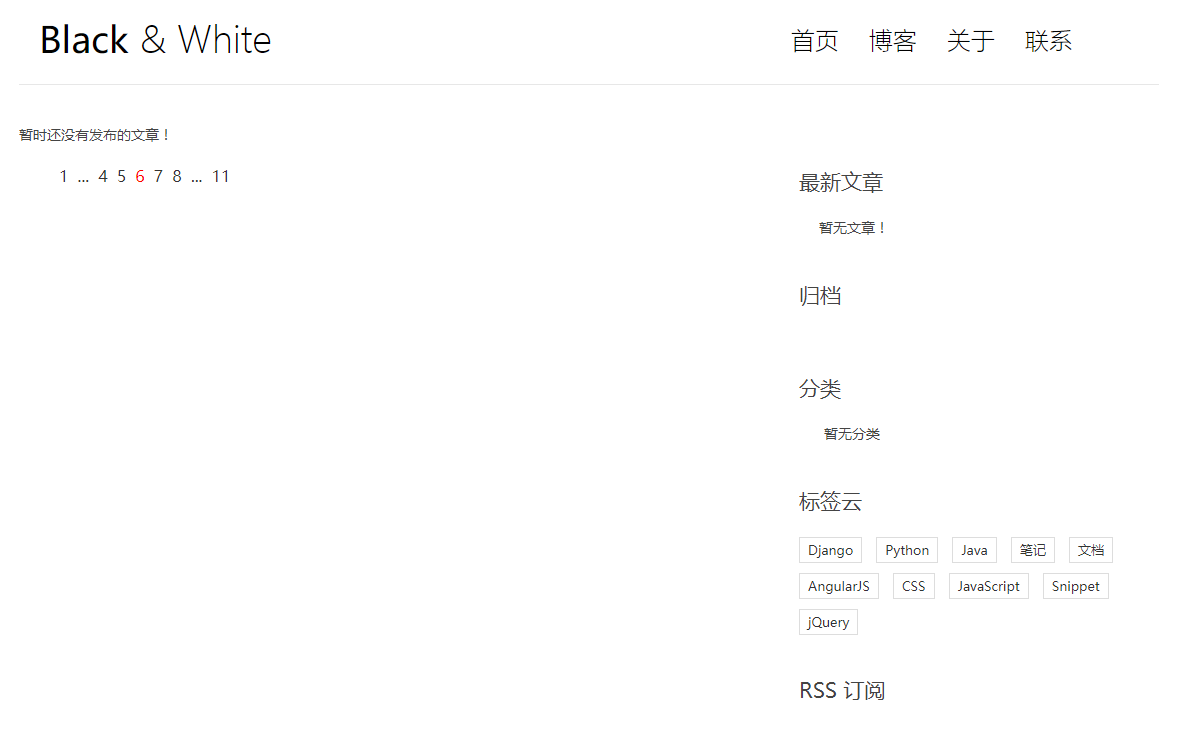 Black & White
首页 博客 关于 联系
暂时还没有发布的文章！
1 ... 4 5 6 7 8 ... 11
最新文章
暂无文章！
归档
分类
暂无分类
标签云
Django Python Java 笔记 文档
AngularJS CSS JavaScript Snippet
jQuery
RSS 订阅